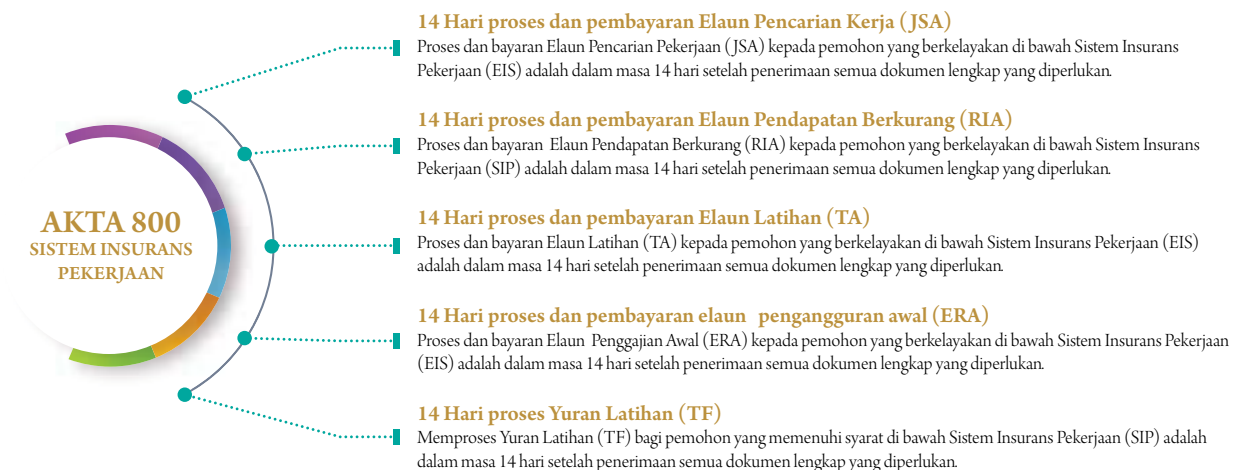 AKTA 800
SISTEM INSURANS
PEKERJAAN
14 Hari proses dan pembayaran Elaun Pencarian Kerja (JSA)
Proses dan bayaran Elaun Pencarian Pekerjaan (JSA) kepada pemohon yang berkelayakan di bawah Sistem Insurans
Pekerjaan (EIS) adalah dalam masa 14 hari setelah penerimaan semua dokumen lengkap yang diperlukan.
14 Hari proses dan pembayaran Elaun Pendapatan Berkurang (RIA)
Proses dan bayaran Elaun Pendapatan Berkurang (RIA) kepada pemohon yang berkelayakan di bawah Sistem Insurans
Pekerjaan (SIP) adalah dalam masa 14 hari setelah penerimaan semua dokumen lengkap yang diperlukan.
14 Hari proses dan pembayaran Elaun Latihan (TA)
Proses dan bayaran Elaun Latihan (TA) kepada pemohon yang berkelayakan di bawah Sistem Insurans Pekerjaan (EIS)
adalah dalam masa 14 hari setelah penerimaan semua dokumen lengkap yang diperlukan.
14 Hari proses dan pembayaran elaun pengangguran awal (ERA)
Proses dan bayaran Elaun Penggajian Awal (ERA) kepada pemohon yang berkelayakan di bawah Sistem Insurans Pekerjaan
(EIS) adalah dalam masa 14 hari setelah penerimaan semua dokumen lengkap yang diperlukan.
14 Hari proses Yuran Latihan (TF)
Memproses Yuran Latihan (TF) bagi pemohon yang memenuhi syarat di bawah Sistem Insurans Pekerjaan (SIP) adalah
dalam masa 14 hari setelah penerimaan semua dokumen lengkap yang diperlukan.